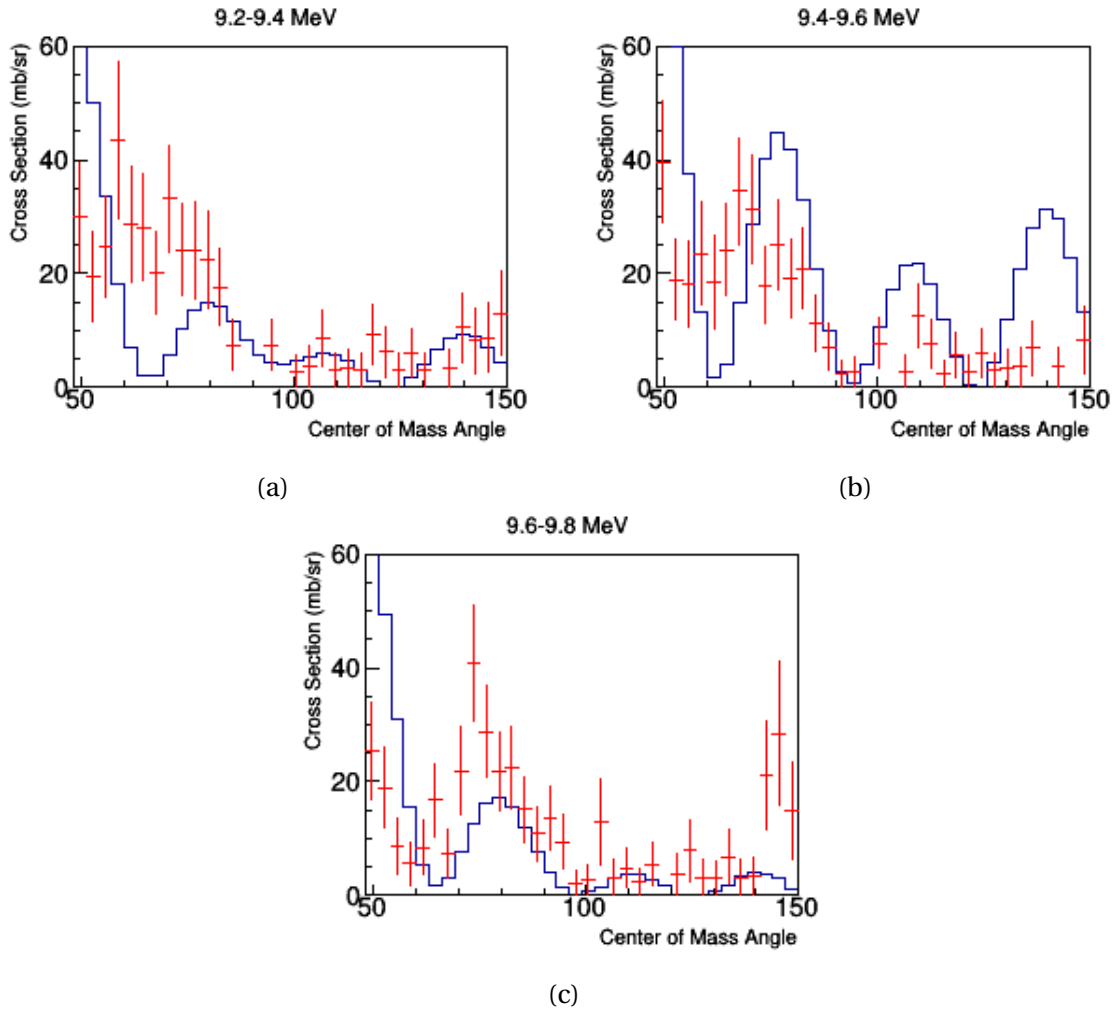 9.2-9.4 MeV
Cross Section (mb/sr)
60
40
20
0
50
100
150
Center of Mass Angle
(a)
9.4-9.6 MeV
Cross Section (mb/sr)
60
40
20
0
50
100
150
Center of Mass Angle
(b)
9.6-9.8 MeV
Cross Section (mb/sr)
60
40
20
0
50
100
150
Center of Mass Angle
(c)